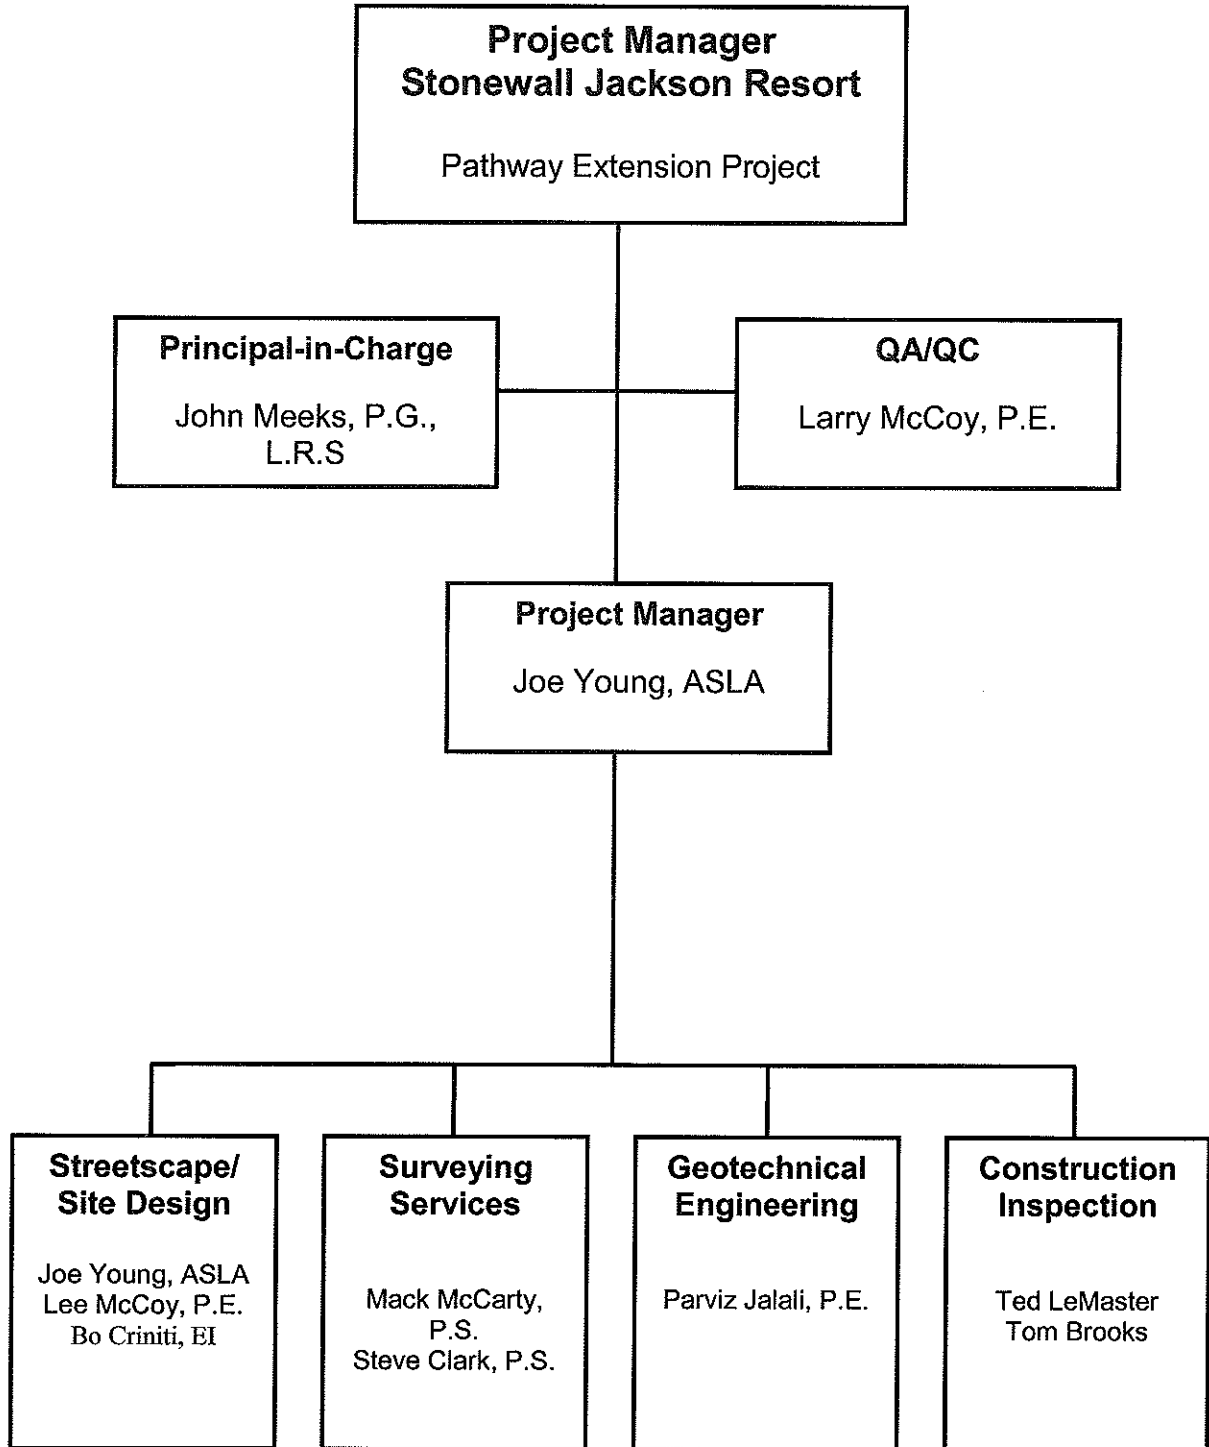 Project Manager
Stonewall Jackson Resort
Pathway Extension Project
Principal-in-Charge
John Meeks, P.G.,
L.R.S
QA/QC
Larry McCoy, P.E.
Project Manager
Joe Young, ASLA
Streetscape/
Site Design
Joe Young, ASLA
Lee McCoy, P.E.
Bo Criniti, EI
Surveying
Services
Mack McCarty,
P.S.
Steve Clark, P.S.
Geotechnical
Engineering
Parviz Jalali, P.E.
Construction
Inspection
Ted LeMaster
Tom Brooks